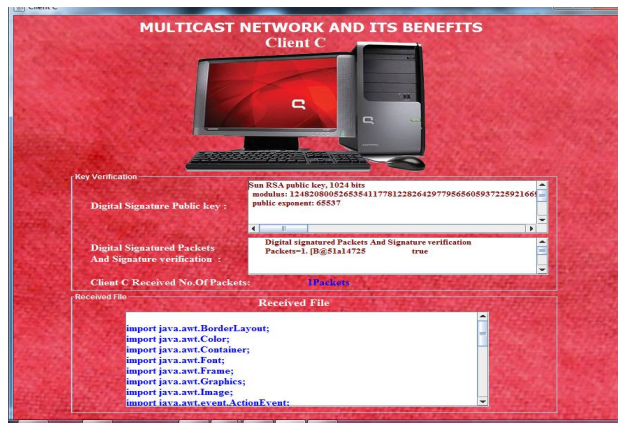 Client C
MULTICAST NETWORK AND ITS BENEFITS
Client C
Key Verification
Digital Signature Public key :
Sun RSA public key, 1024 bits
modulus: 124820800526535411778122826429779565605937225921669
public exponent: 65537
Digital Signatured Packets
And Signature verification :
Digital signatured Packets And Signature verification
Packets=1. [B@51a14725 true
Client C Received No.Of Packets: 1Packets
Received File
Received File
import java.awt.BorderLayout;
import java.awt.Color;
import java.awt.Container;
import java.awt.Font;
import java.awt.Frame;
import java.awt.Graphics;
import java.awt.Image;
import java.awt.event.ActionEvent;